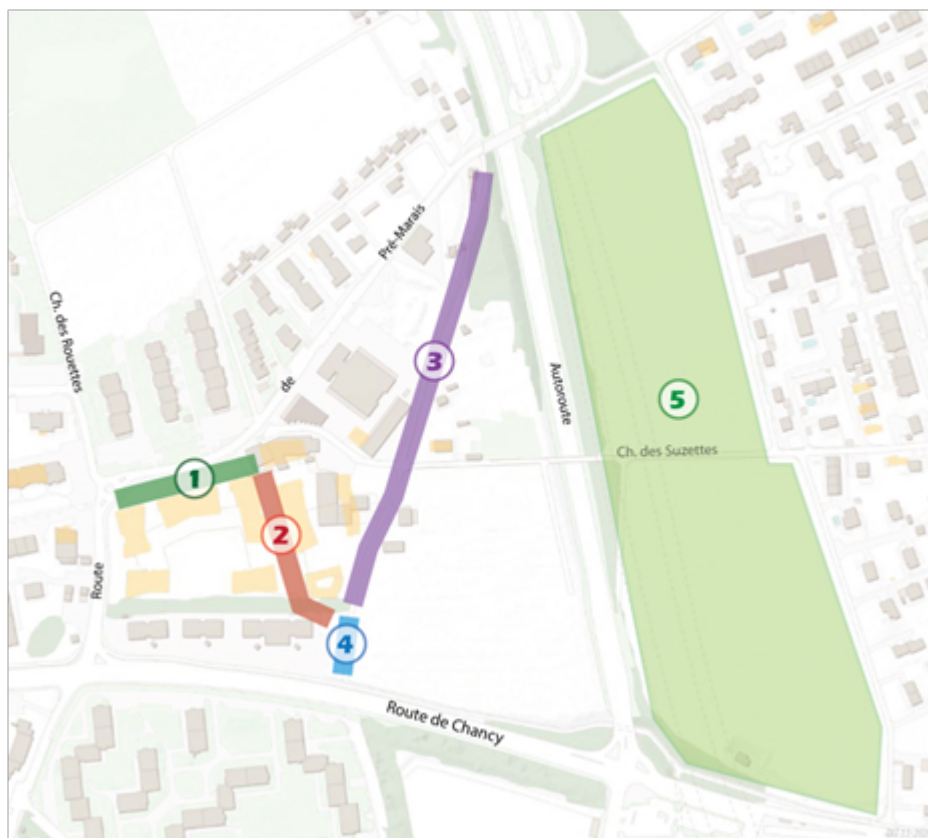 Pré-Marais
de
Ch. des Rouettes
Route
1
2
3
4
5
Autoroute
Ch. des Suzettes
Route de Chancy